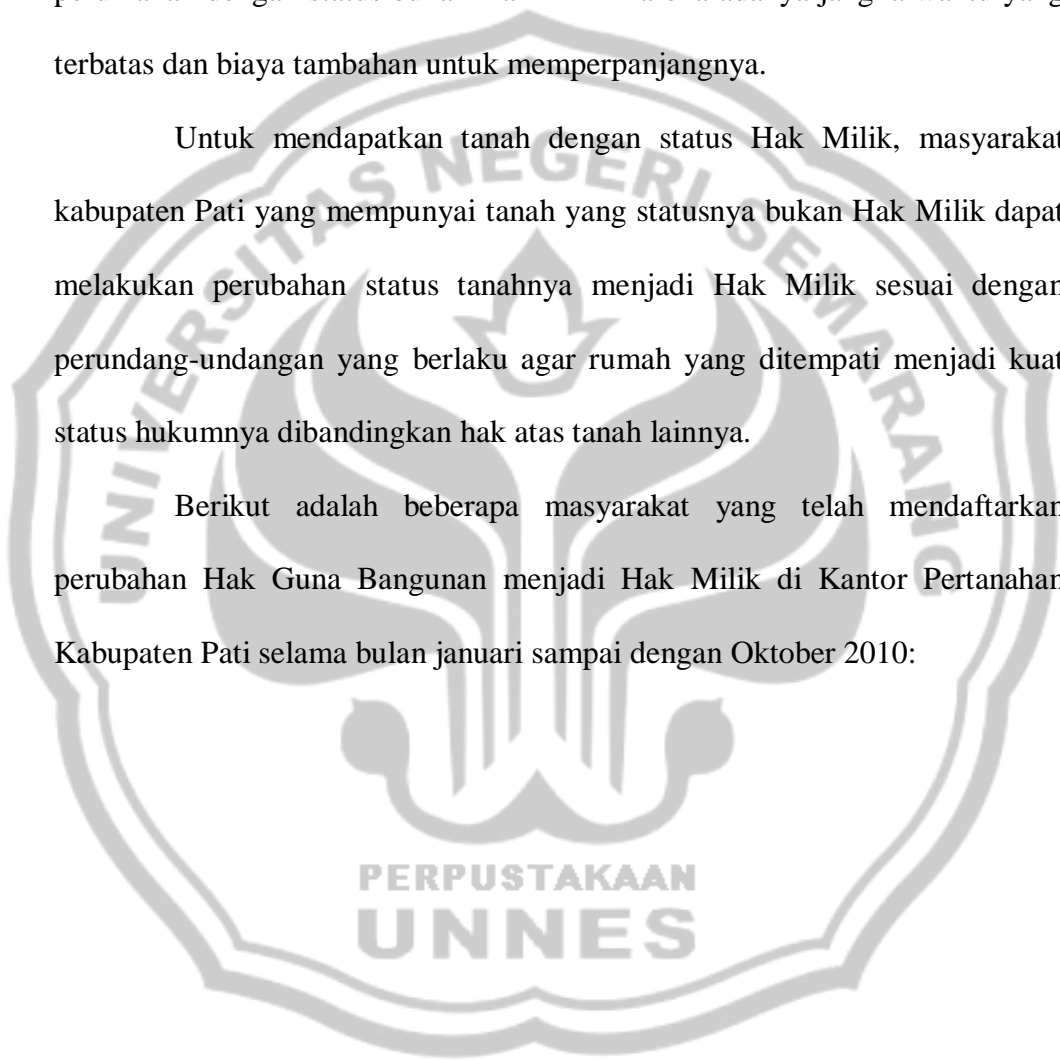 terbatas dan biaya tambahan untuk memperpanjangnya.
Untuk mendapatkan tanah dengan status Hak Milik, masyarakat
kabupaten Pati yang mempunyai tanah yang statusnya bukan Hak Milik dapat
melakukan perubahan status tanahnya menjadi Hak Milik sesuai dengan
perundang-undangan yang berlaku agar rumah yang ditempati menjadi kuat
status hukumnya dibandingkan hak atas tanah lainnya.
Berikut adalah beberapa masyarakat yang telah mendaftarkan
perubahan Hak Guna Bangunan menjadi Hak Milik di Kantor Pertanahan
Kabupaten Pati selama bulan januari sampai dengan Oktober 2010:
UNIVERSITAS NEGERI SEMARANG
PERPUSTAKAAN
UNNES